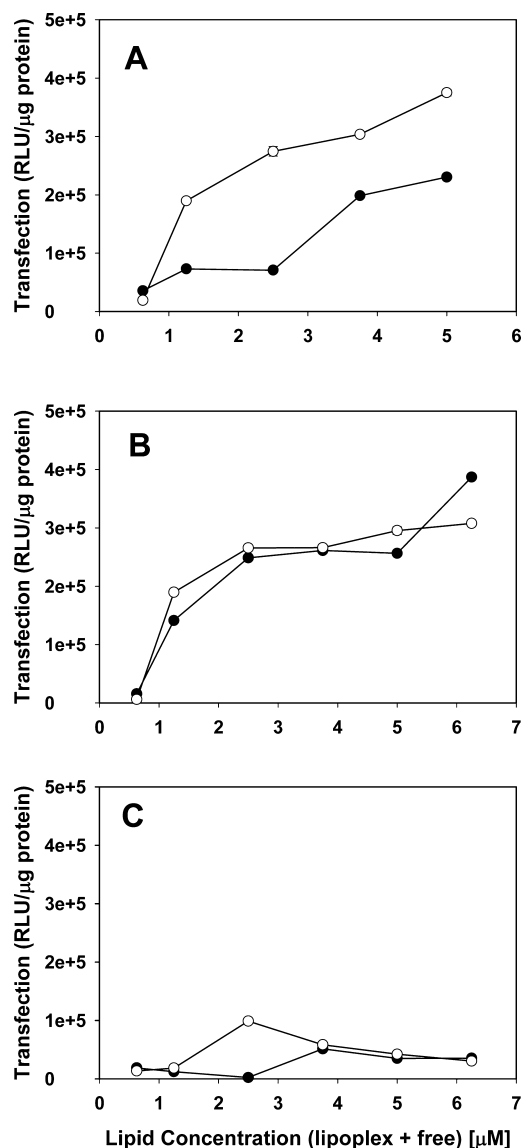 5e+5
A
4e+5
3e+5
2e+5
1e+5
0
Transfection (RLU/μg protein)
0 1 2 3 4 5 6
5e+5
B
4e+5
3e+5
2e+5
1e+5
0
Transfection (RLU/μg protein)
0 1 2 3 4 5 6 7
5e+5
C
4e+5
3e+5
2e+5
1e+5
0
Transfection (RLU/μg protein)
0 1 2 3 4 5 6 7
Lipid Concentration (lipoplex + free) [μM]